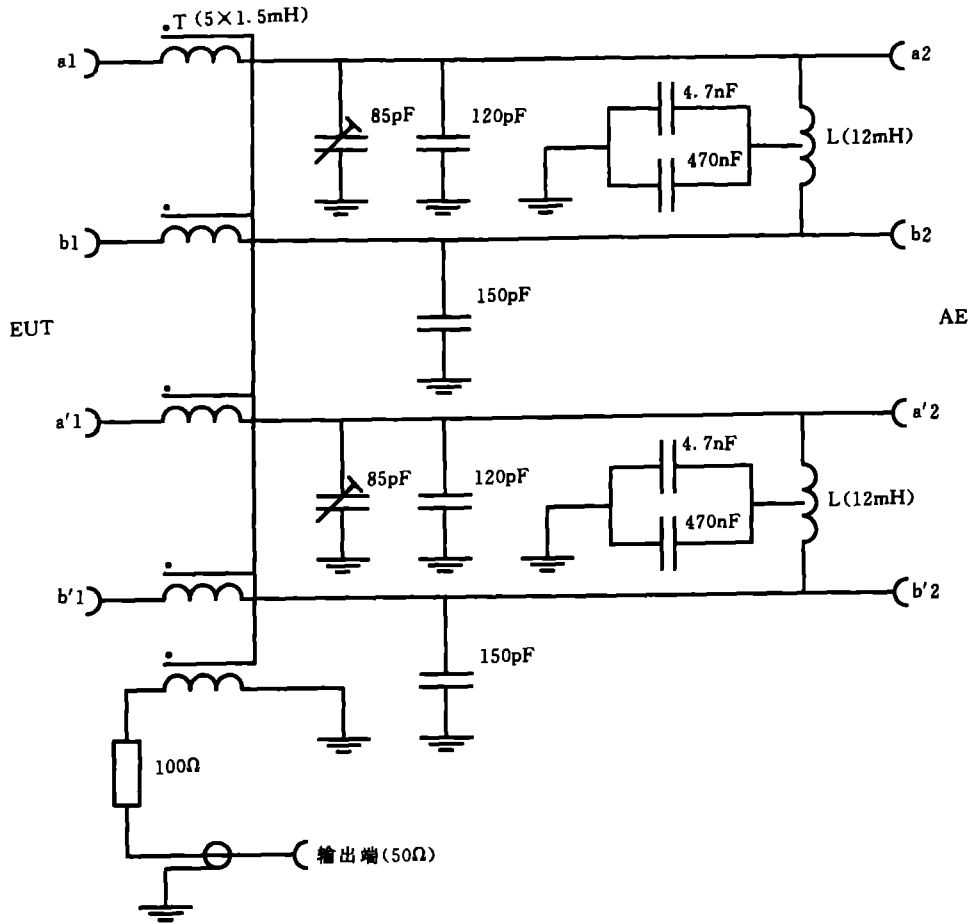 T (5×1.5mH)
a1
a2
85pF
120pF
4.7nF
470nF
L(12mH)
b1
b2
150pF
EUT
AE
a'1
a'2
85pF
120pF
4.7nF
470nF
L(12mH)
b'1
b'2
150pF
100Ω
输出端(50Ω)